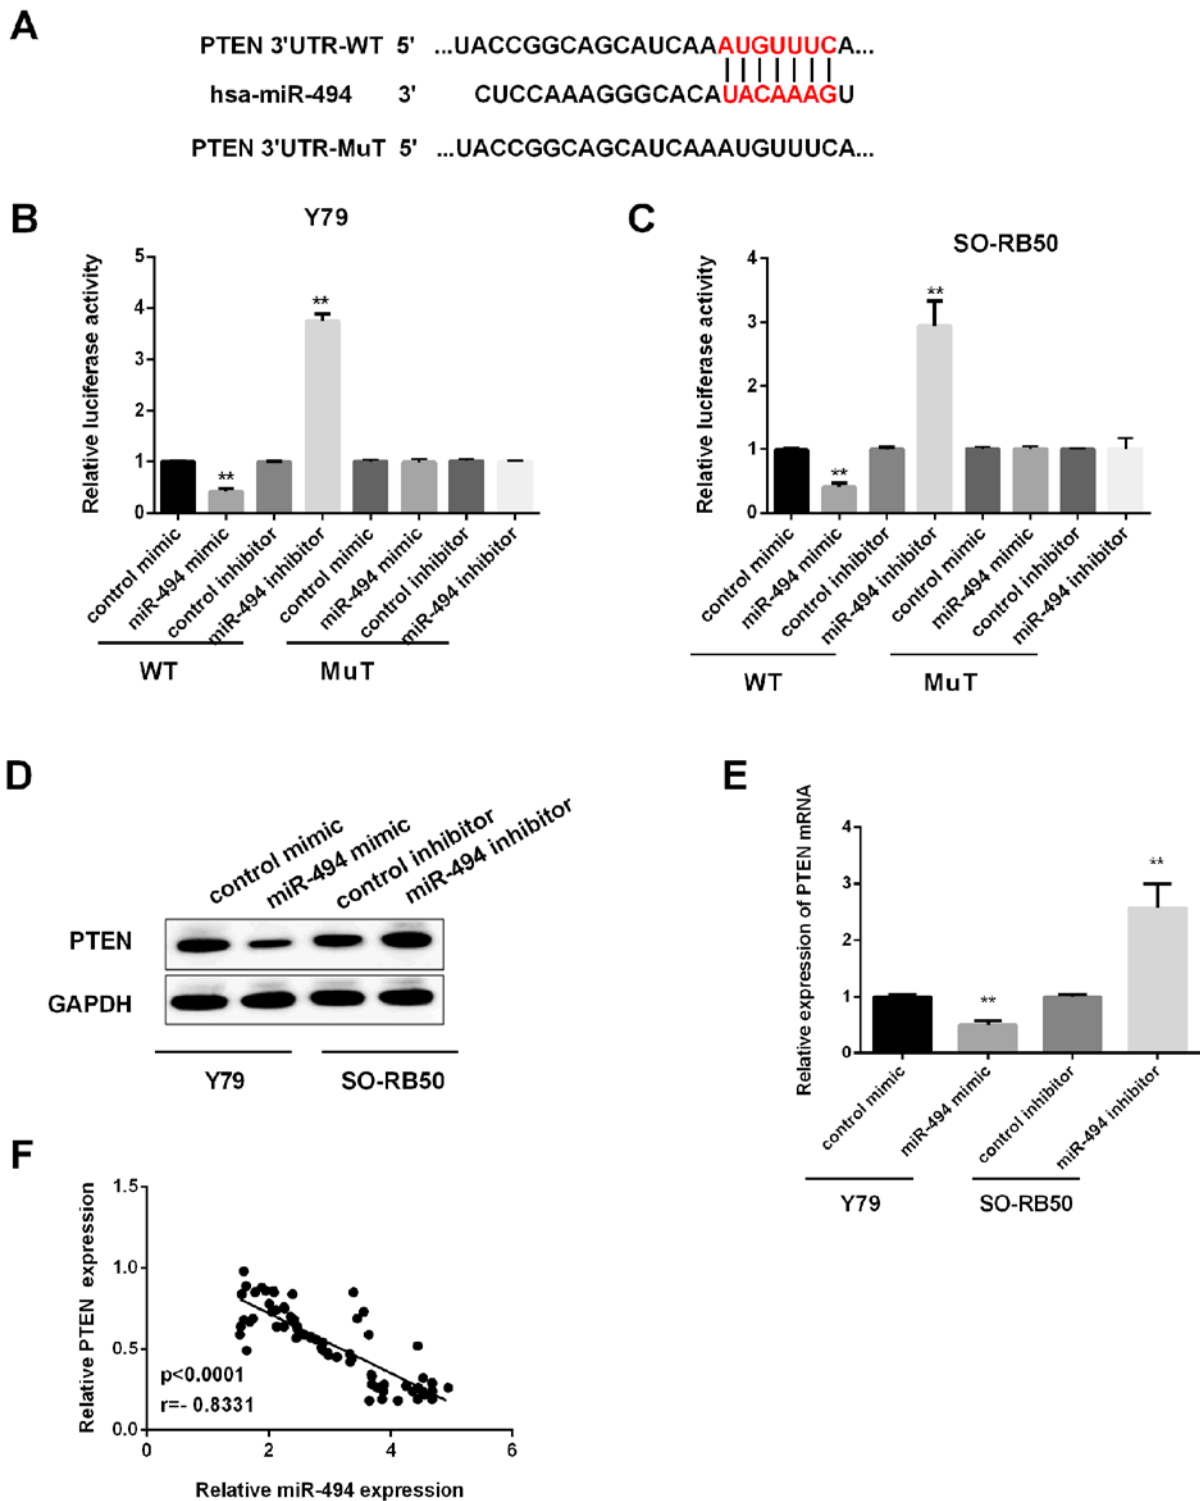 A
PTEN 3'UTR-WT 5' ...UACCGGCAGCAUCAAAUGUUUCA...
hsa-miR-494 3' CUCCAAAGGGCACAUACAAAGU
PTEN 3'UTR-MuT 5' ...UACCGGCAGCAUCAAAUGUUUCA...
B
Y79
Relative luciferase activity
5
4
3
2
1
0
**
**
control mimic
miR-494 mimic
control inhibitor
miR-494 inhibitor
control mimic
miR-494 mimic
control inhibitor
miR-494 inhibitor
WT
MuT
C
SO-RB50
Relative luciferase activity
4
3
2
1
0
**
**
control mimic
miR-494 mimic
control inhibitor
miR-494 inhibitor
control mimic
miR-494 mimic
control inhibitor
miR-494 inhibitor
WT
MuT
D
control mimic
miR-494 mimic
control inhibitor
miR-494 inhibitor
PTEN
GAPDH
Y79
SO-RB50
E
Relative expression of PTEN mRNA
4
3
2
1
0
**
**
control mimic
miR-494 mimic
control inhibitor
miR-494 inhibitor
Y79
SO-RB50
F
Relative PTEN expression
1.5
1.0
0.5
0.0
p<0.0001
r=- 0.8331
0
2
4
6
Relative miR-494 expression